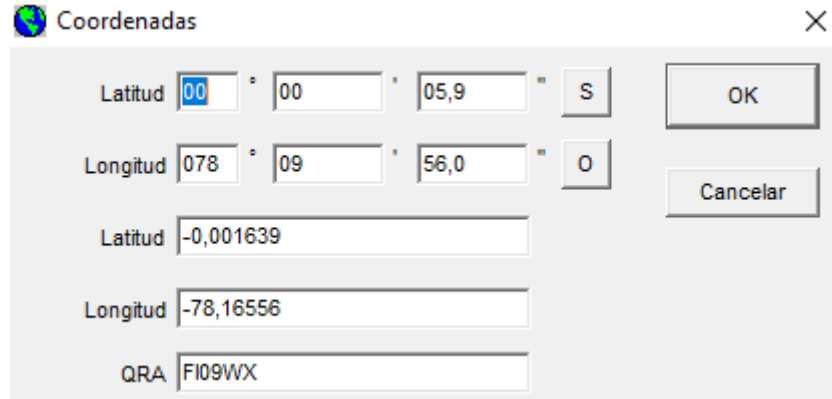 Coordenadas
Latitud 00 ° 00 ' 05,9 " S OK
Longitud 078 ° 09 ' 56,0 " O
Cancelar
Latitud -0,001639
Longitud -78,16556
QRA FI09WX